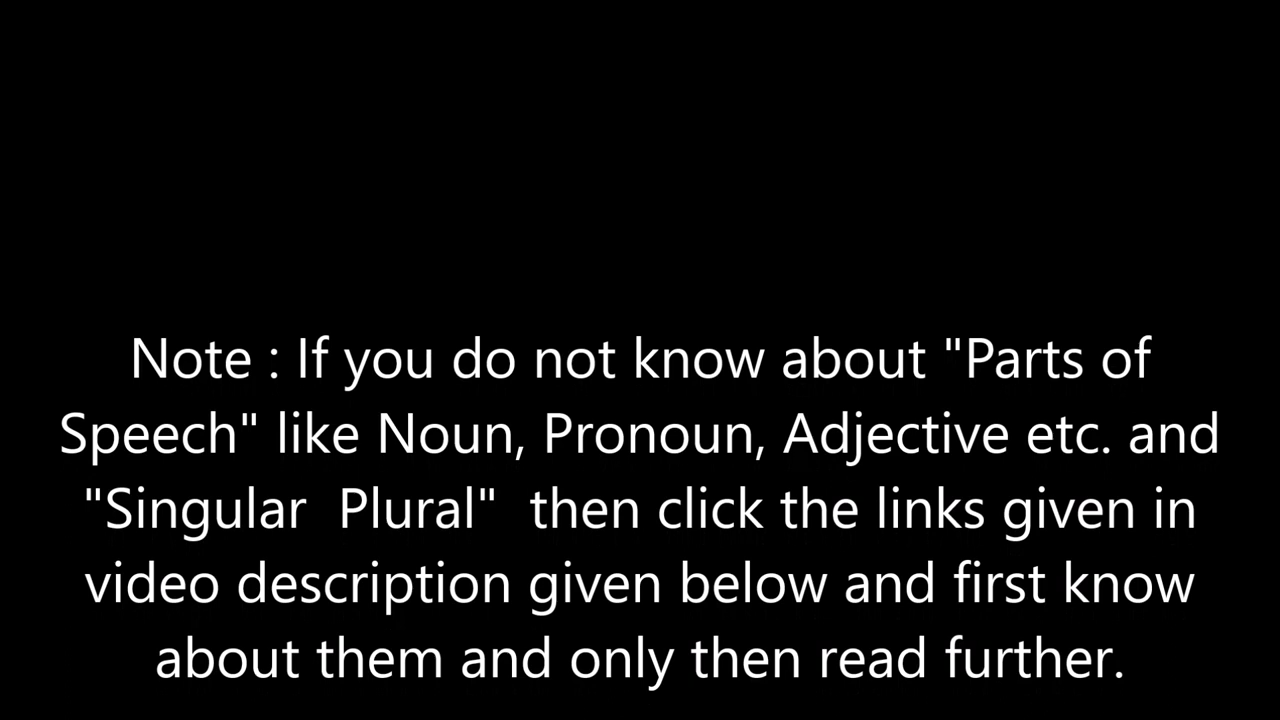 Note : If you do not know about "Parts of
Speech" like Noun, Pronoun, Adjective etc. and
"Singular  Plural"  then click the links given in
video description given below and first know
about them and only then read further.